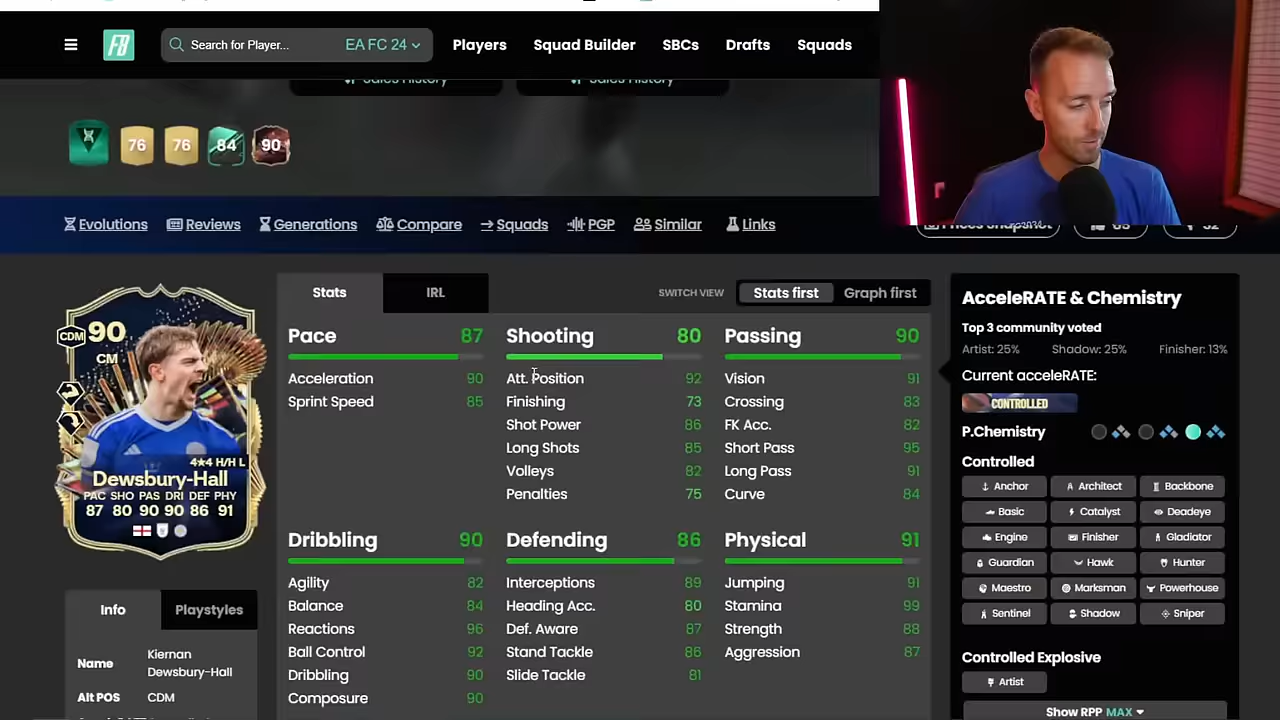 FB Search for Player... EA FC 24 Players Squad Builder SBCs Drafts Squads
Sales History Sales History
76 76 84 90
Evolutions Reviews Generations Compare Squads PGP Similar Links
Prices Snapshot
Stats IRL SWITCH VIEW Stats first Graph first
90 CDM
CM
4★4 H/H L
Dewsbury-Hall
PAC SHO PAS DRI DEF PHY
87 80 90 90 86 91
Pace 87
Acceleration 90
Sprint Speed 85
Shooting 80
Att. Position 92
Finishing 73
Shot Power 86
Long Shots 85
Volleys 82
Penalties 75
Passing 90
Vision 91
Crossing 83
FK Acc. 82
Short Pass 95
Long Pass 91
Curve 84
Dribbling 90
Agility 82
Balance 84
Reactions 96
Ball Control 92
Dribbling 90
Composure 90
Defending 86
Interceptions 89
Heading Acc. 80
Def. Aware 87
Stand Tackle 86
Slide Tackle 81
Physical 91
Jumping 91
Stamina 99
Strength 88
Aggression 87
AcceleRATE & Chemistry
Top 3 community voted
Artist: 25% Shadow: 25% Finisher: 13%
Current acceleRATE:
CONTROLLED
P.Chemistry
Controlled
Anchor Architect Backbone
Basic Catalyst Deadeye
Engine Finisher Gladiator
Guardian Hawk Hunter
Maestro Marksman Powerhouse
Sentinel Shadow Sniper
Controlled Explosive
Artist
Show RPP MAX
Info Playstyles
Name Kiernan
Dewsbury-Hall
Alt POS CDM